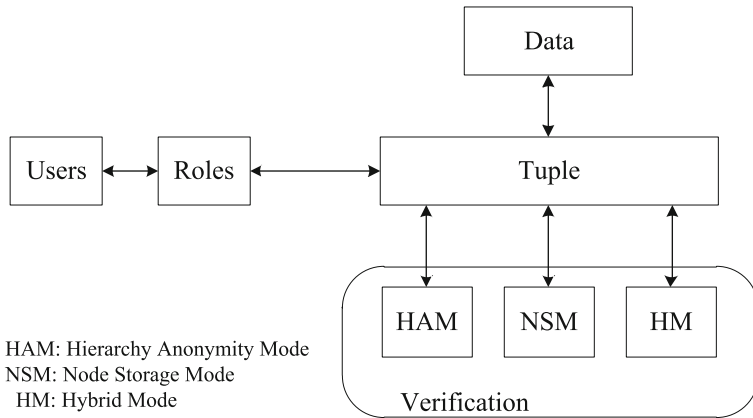 Data
Users
Roles
Tuple
HAM
NSM
HM
HAM: Hierarchy Anonymity Mode
NSM: Node Storage Mode
HM: Hybrid Mode
Verification